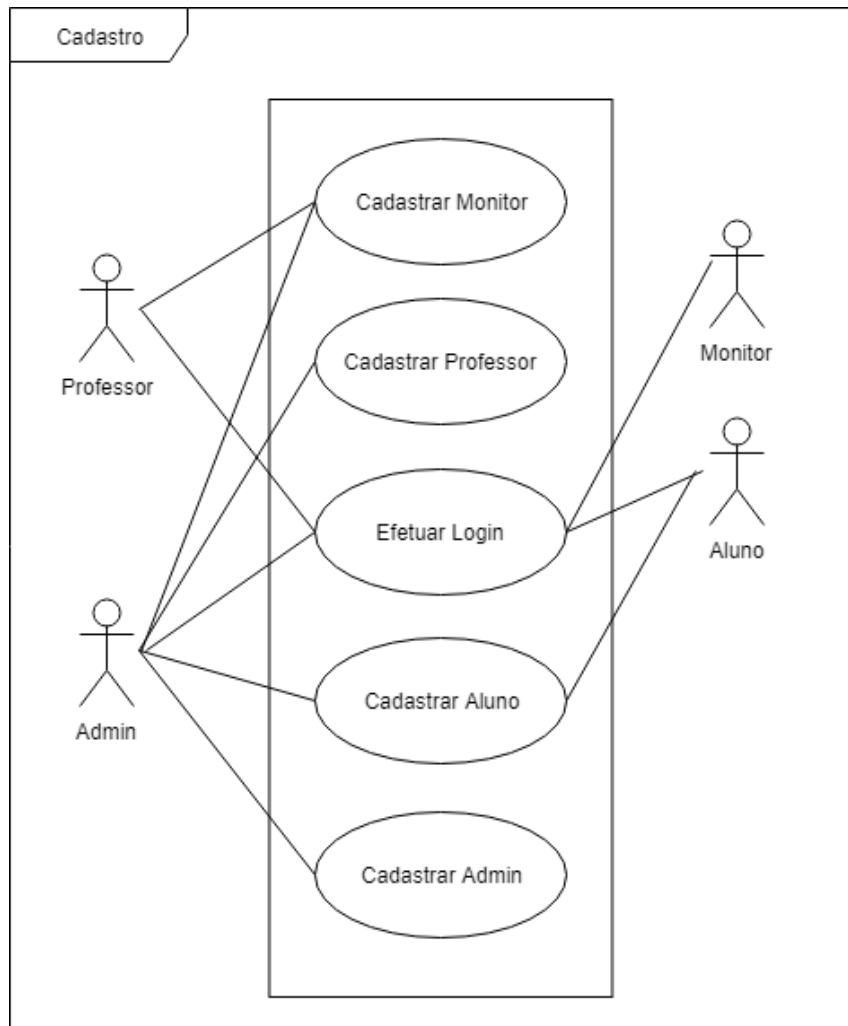 Cadastro
Cadastrar Monitor
Cadastrar Professor
Efetuar Login
Cadastrar Aluno
Cadastrar Admin
Professor
Admin
Monitor
Aluno